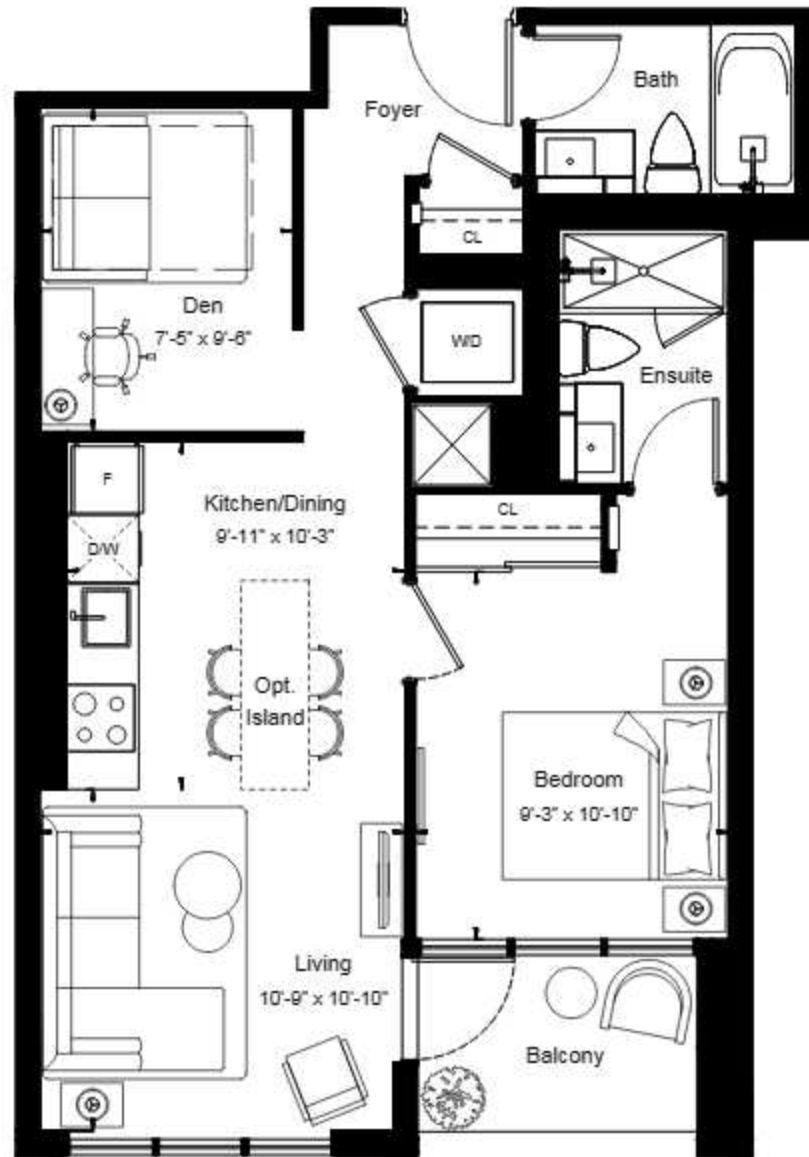 Bath
Foyer
CL
Den
7'-5" x 9'-6"
W/D
Ensuite
F
Kitchen/Dining
9'-11" x 10'-3"
CL
D/W
Opt.
Island
Bedroom
9'-3" x 10'-10"
Living
10'-9" x 10'-10"
Balcony